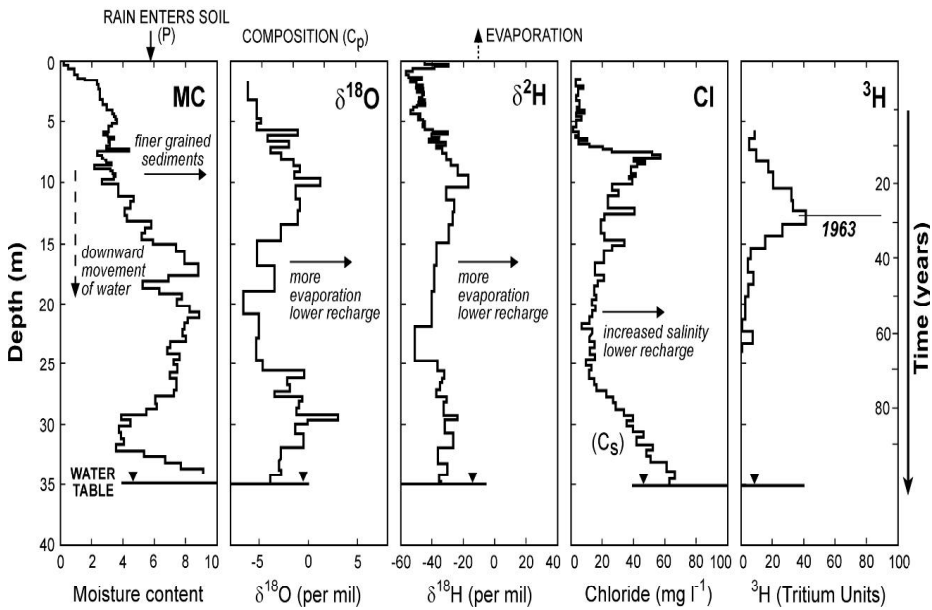 RAIN ENTERS SOIL
(P)
COMPOSITION (Cp)
EVAPORATION
MC
δ18O
δ2H
Cl
3H
0
5
10
15
20
25
30
35
40
Depth (m)
finer grained
sediments
downward
movement
of water
WATER
TABLE
more
evaporation
lower recharge
more
evaporation
lower recharge
increased salinity
lower recharge
(Cs)
1963
20
40
60
80
Time (years)
0 2 4 6 8 10
-5 0 5
-60 -40 -20 0 20 40
0 20 40 60 80 100
0 20 40 60 80 100
Moisture content
δ18O (per mil)
δ18H (per mil)
Chloride (mg l-1)
3H (Tritium Units)